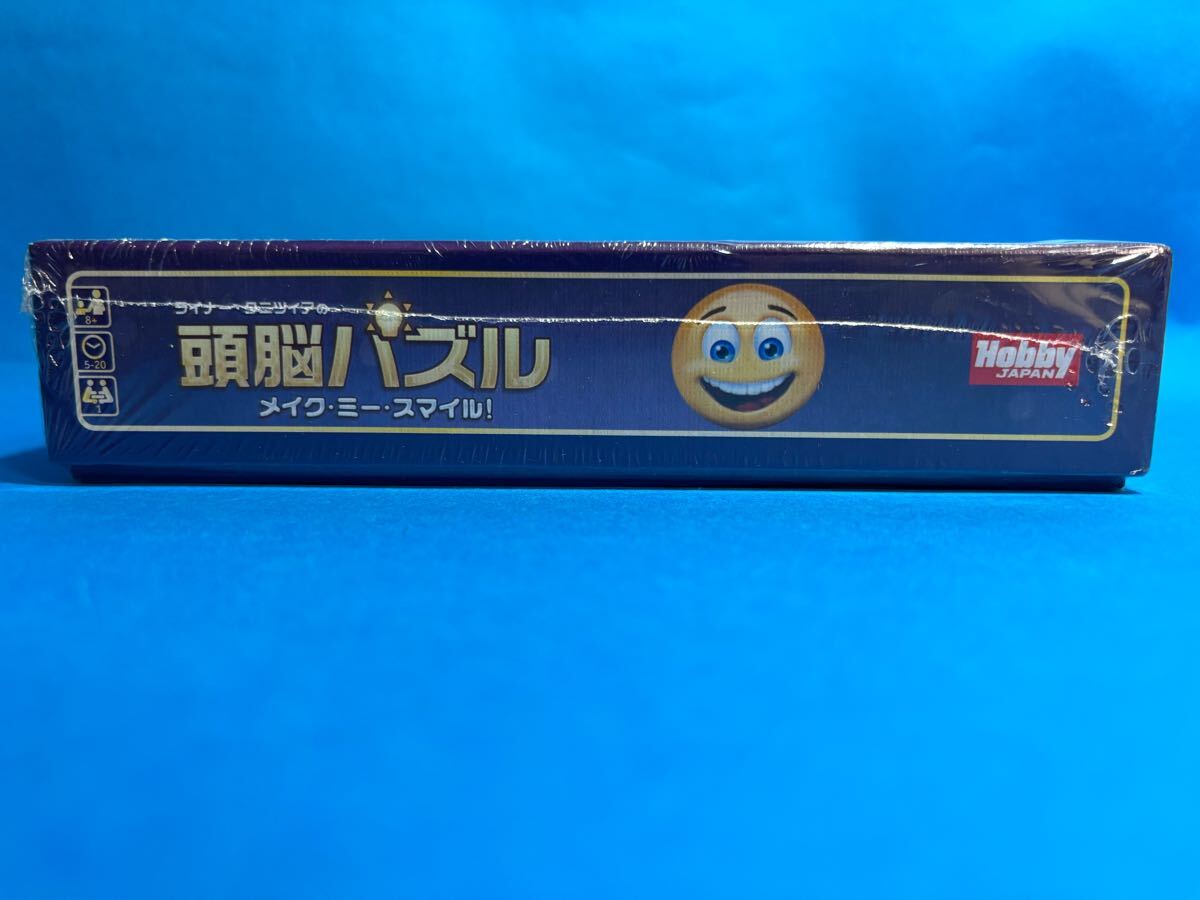 8+
5-20
1
ライナー・クニツィアの
頭脳パズル
メイク・ミー・スマイル!
Hobby
JAPAN